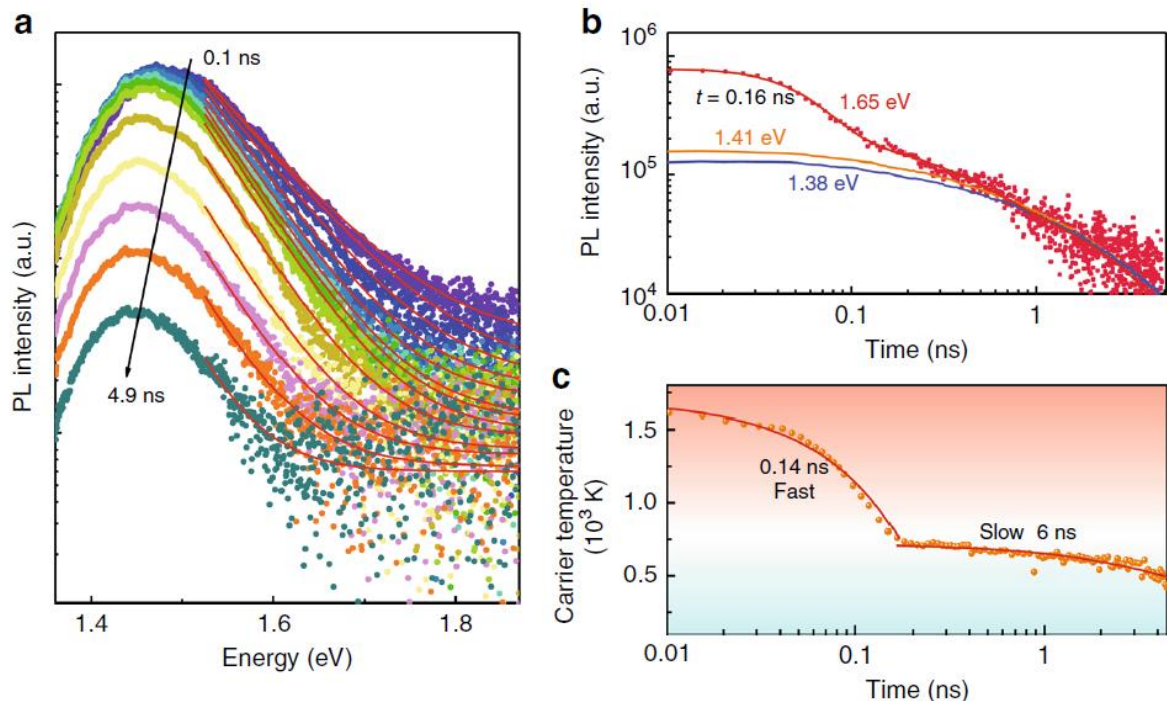 a
PL intensity (a.u.)
0.1 ns
4.9 ns
1.4
1.6
1.8
Energy (eV)
b
PL intensity (a.u.)
10⁶
10⁵
10⁴
t = 0.16 ns
1.65 eV
1.41 eV
1.38 eV
0.01
0.1
1
Time (ns)
c
Carrier temperature
(10³ K)
1.5
1.0
0.5
0.14 ns
Fast
Slow 6 ns
0.01
0.1
1
Time (ns)